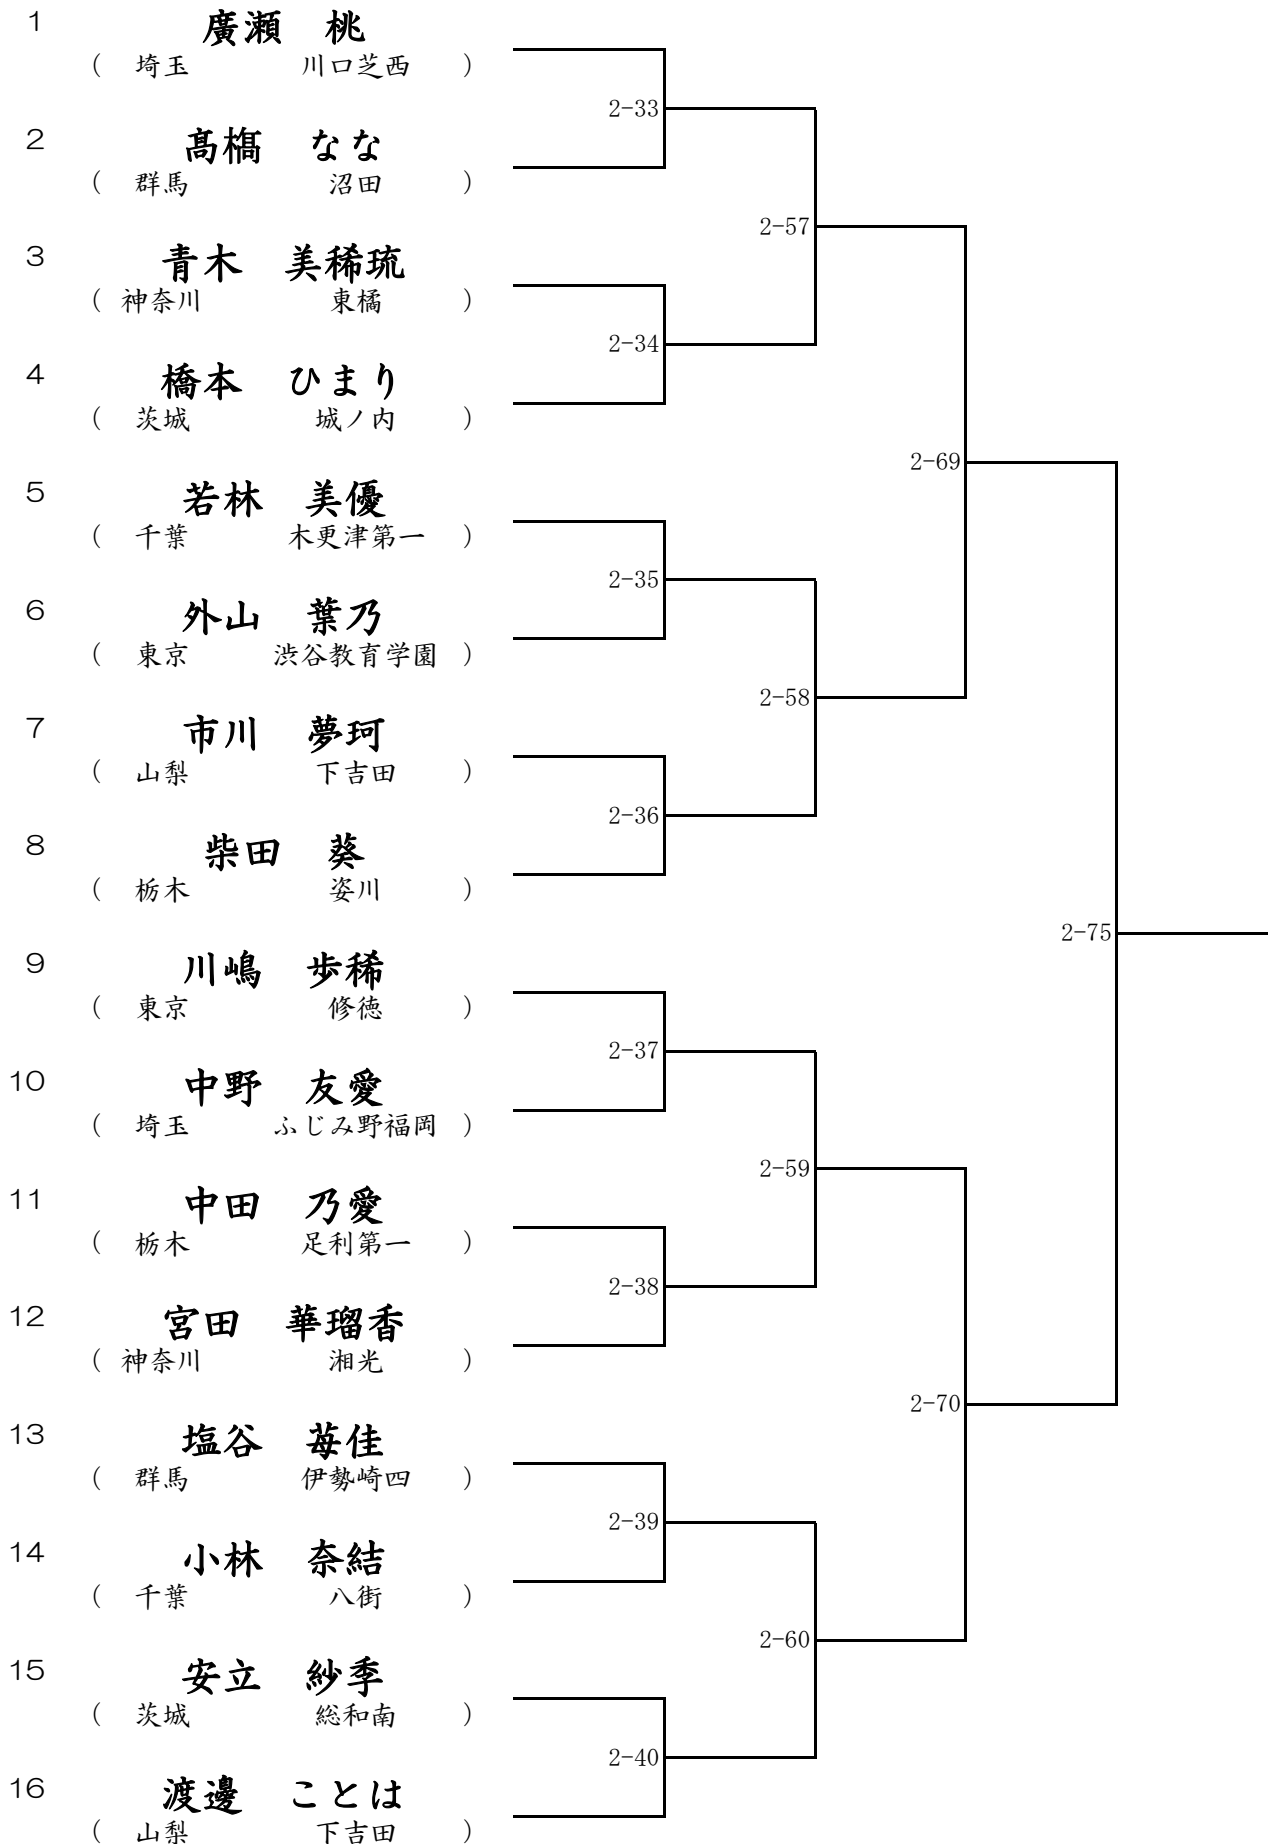 1 廣瀬 桃
( 埼玉 川口芝西 )
2-33
2 髙槗 なな
( 群馬 沼田 )
2-57
3 青木 美稀琉
( 神奈川 東橘 )
2-34
4 橋本 ひまり
( 茨城 城ノ内 )
2-69
5 若林 美優
( 千葉 木更津第一 )
2-35
6 外山 葉乃
( 東京 渋谷教育学園 )
2-58
7 市川 夢珂
( 山梨 下吉田 )
2-36
8 柴田 葵
( 栃木 姿川 )
2-75
9 川嶋 歩稀
( 東京 修徳 )
2-37
10 中野 友愛
( 埼玉 ふじみ野福岡 )
2-59
11 中田 乃愛
( 栃木 足利第一 )
2-38
12 宮田 華瑠香
( 神奈川 湘光 )
2-70
13 塩谷 苺佳
( 群馬 伊勢崎四 )
2-39
14 小林 奈結
( 千葉 八街 )
2-60
15 安立 紗季
( 茨城 総和南 )
2-40
16 渡邊 ことは
( 山梨 下吉田 )